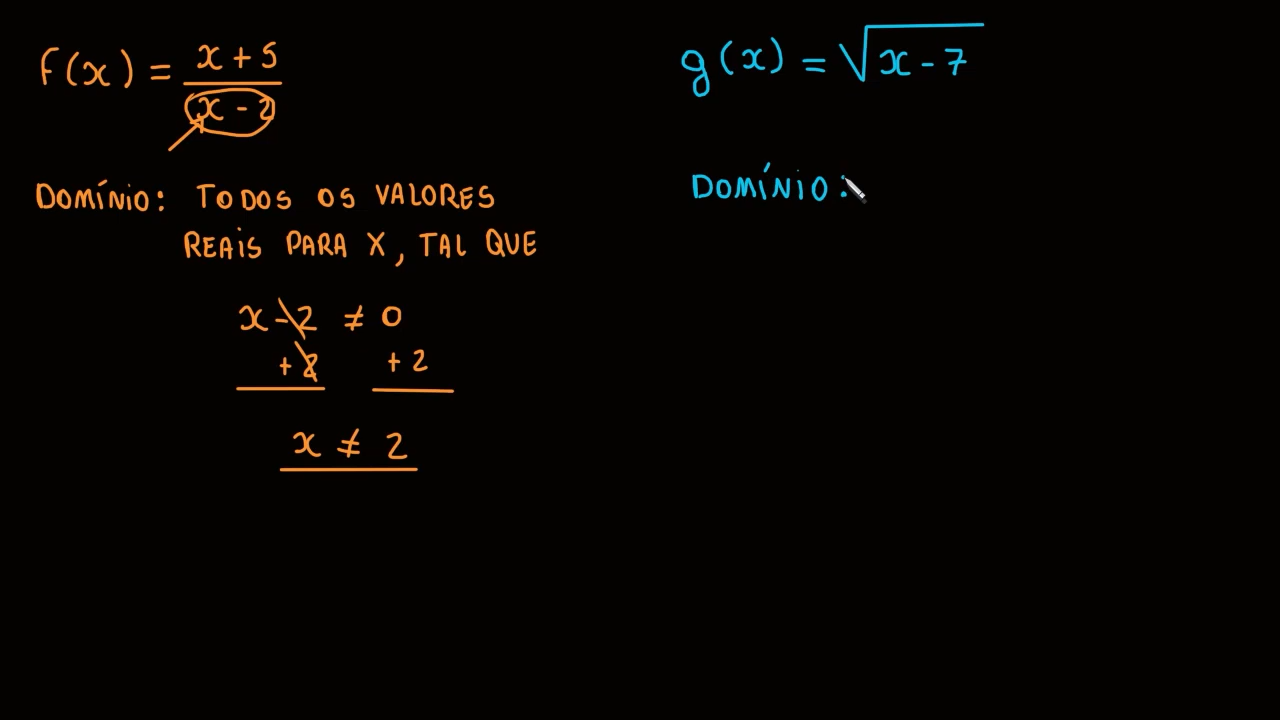 f(x) = x + 5
x - 2
DOMÍNIO: TODOS OS VALORES
REAIS PARA X, TAL QUE
x - 2 ≠ 0
+ 2 + 2
x ≠ 2
g(x) = √x - 7
DOMÍNIO: